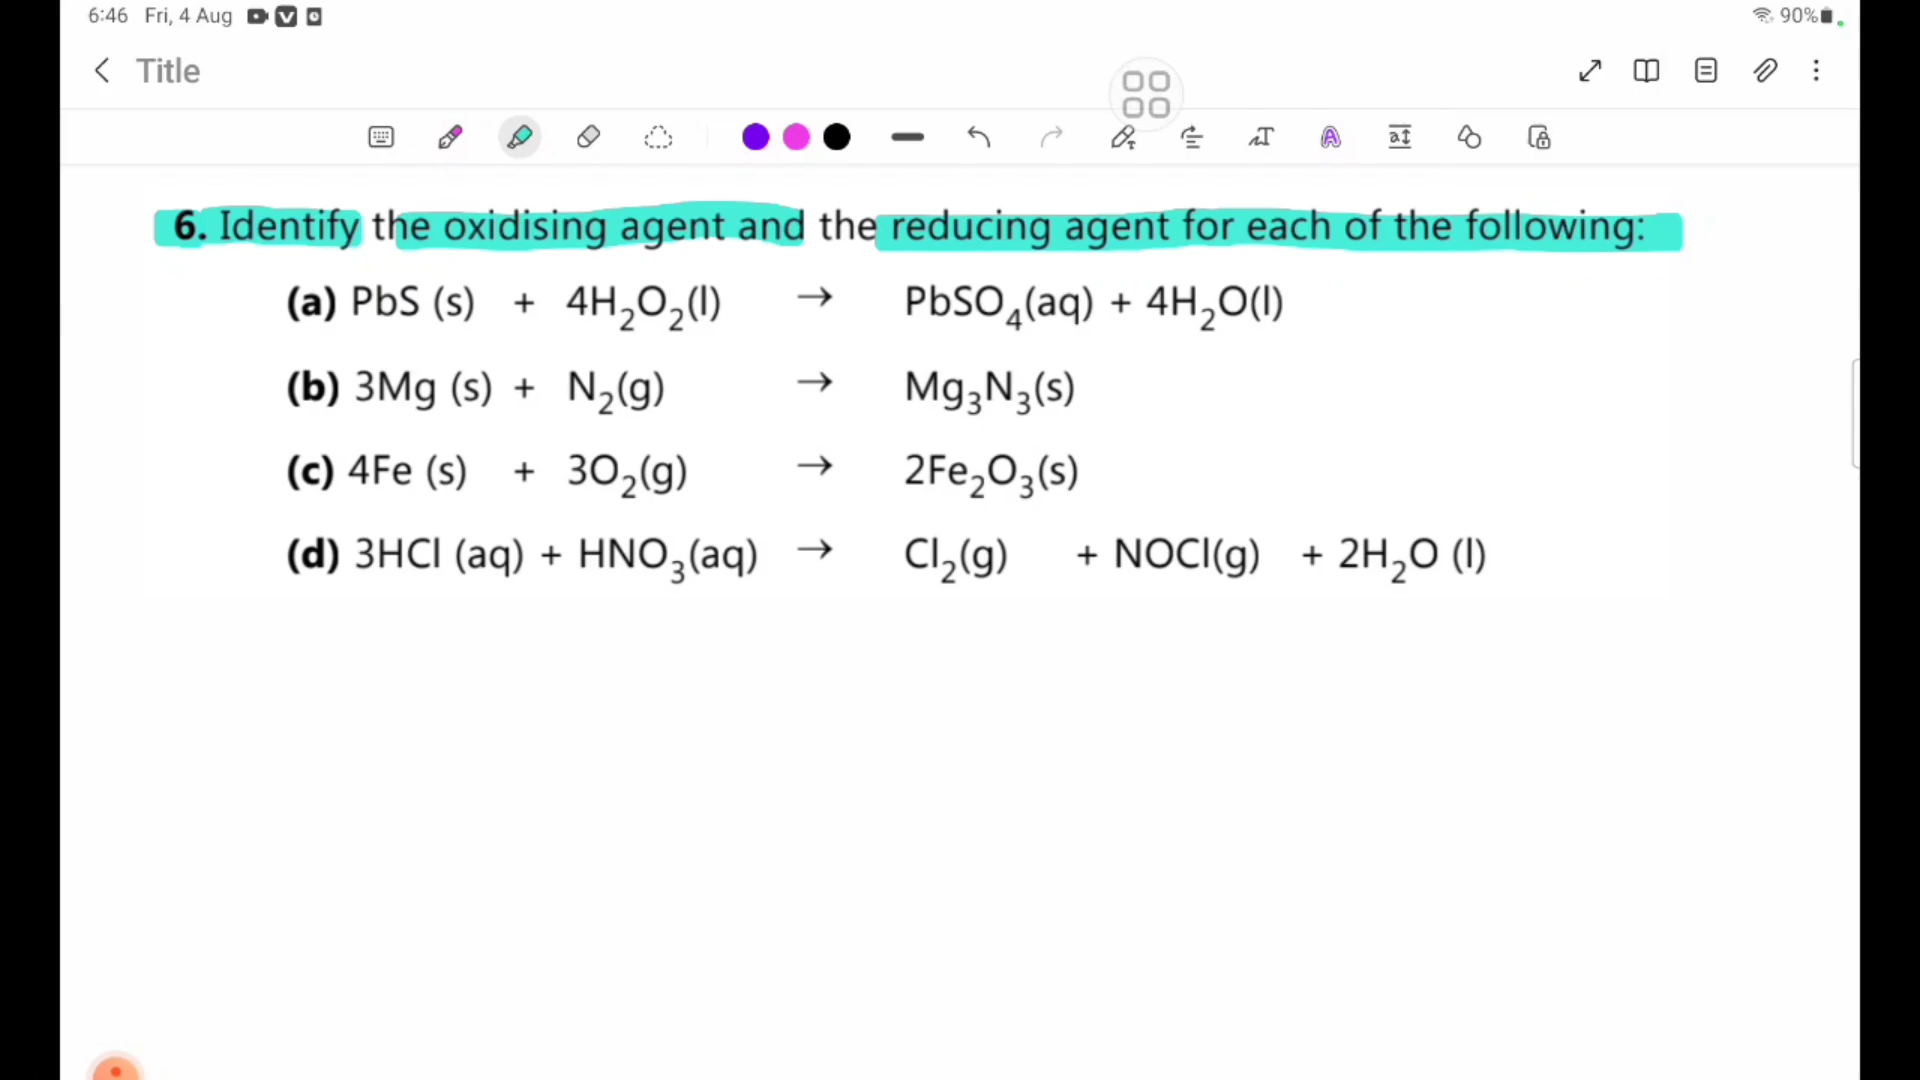 6:46 Fri, 4 Aug 90%
Title
6. Identify the oxidising agent and the reducing agent for each of the following:
(a) PbS (s) + 4H₂O₂(l) → PbSO₄(aq) + 4H₂O(l)
(b) 3Mg (s) + N₂(g) → Mg₃N₃(s)
(c) 4Fe (s) + 3O₂(g) → 2Fe₂O₃(s)
(d) 3HCl (aq) + HNO₃(aq) → Cl₂(g) + NOCl(g) + 2H₂O (l)